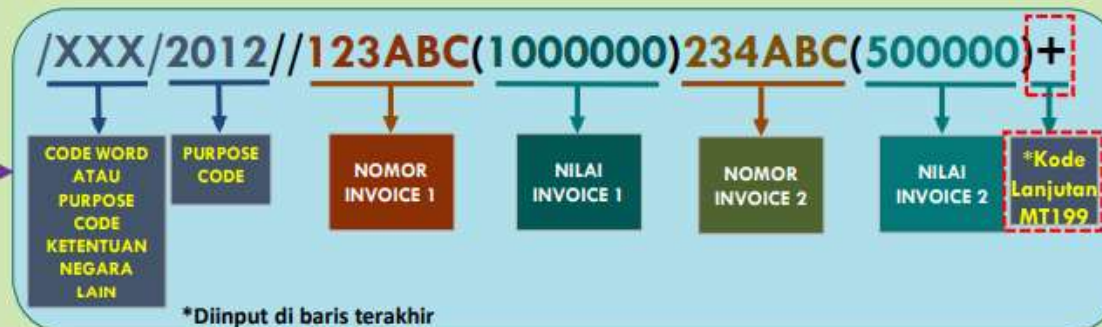 /XXX/2012//123ABC(1000000)234ABC(500000)+
CODE WORD
ATAU
PURPOSE
CODE
KETENTUAN
NEGARA
LAIN
PURPOSE
CODE
NOMOR
INVOICE 1
NILAI
INVOICE 1
NOMOR
INVOICE 2
NILAI
INVOICE 2
*Kode
Lanjutan
MT199
*Diinput di baris terakhir